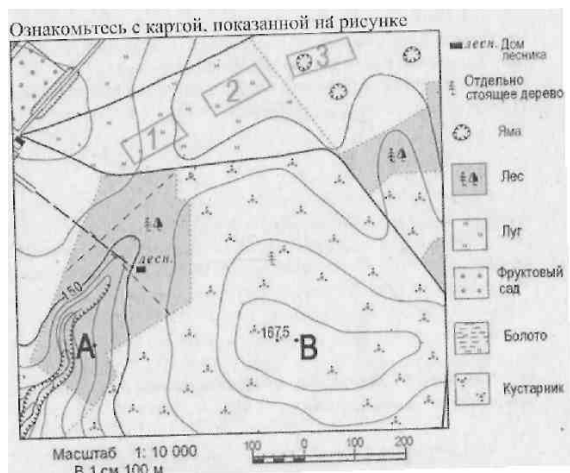 Ознакомьтесь с картой, показанной на рисунке
1
2
3
лесн.
150
А
167,5
В
лесн. Дом
лесника
Отдельно
стоящее дерево
Яма
Лес
Луг
Фруктовый
сад
Болото
Кустарник
Масштаб 1: 10 000
В 1 см 100 м
100 0 100 200